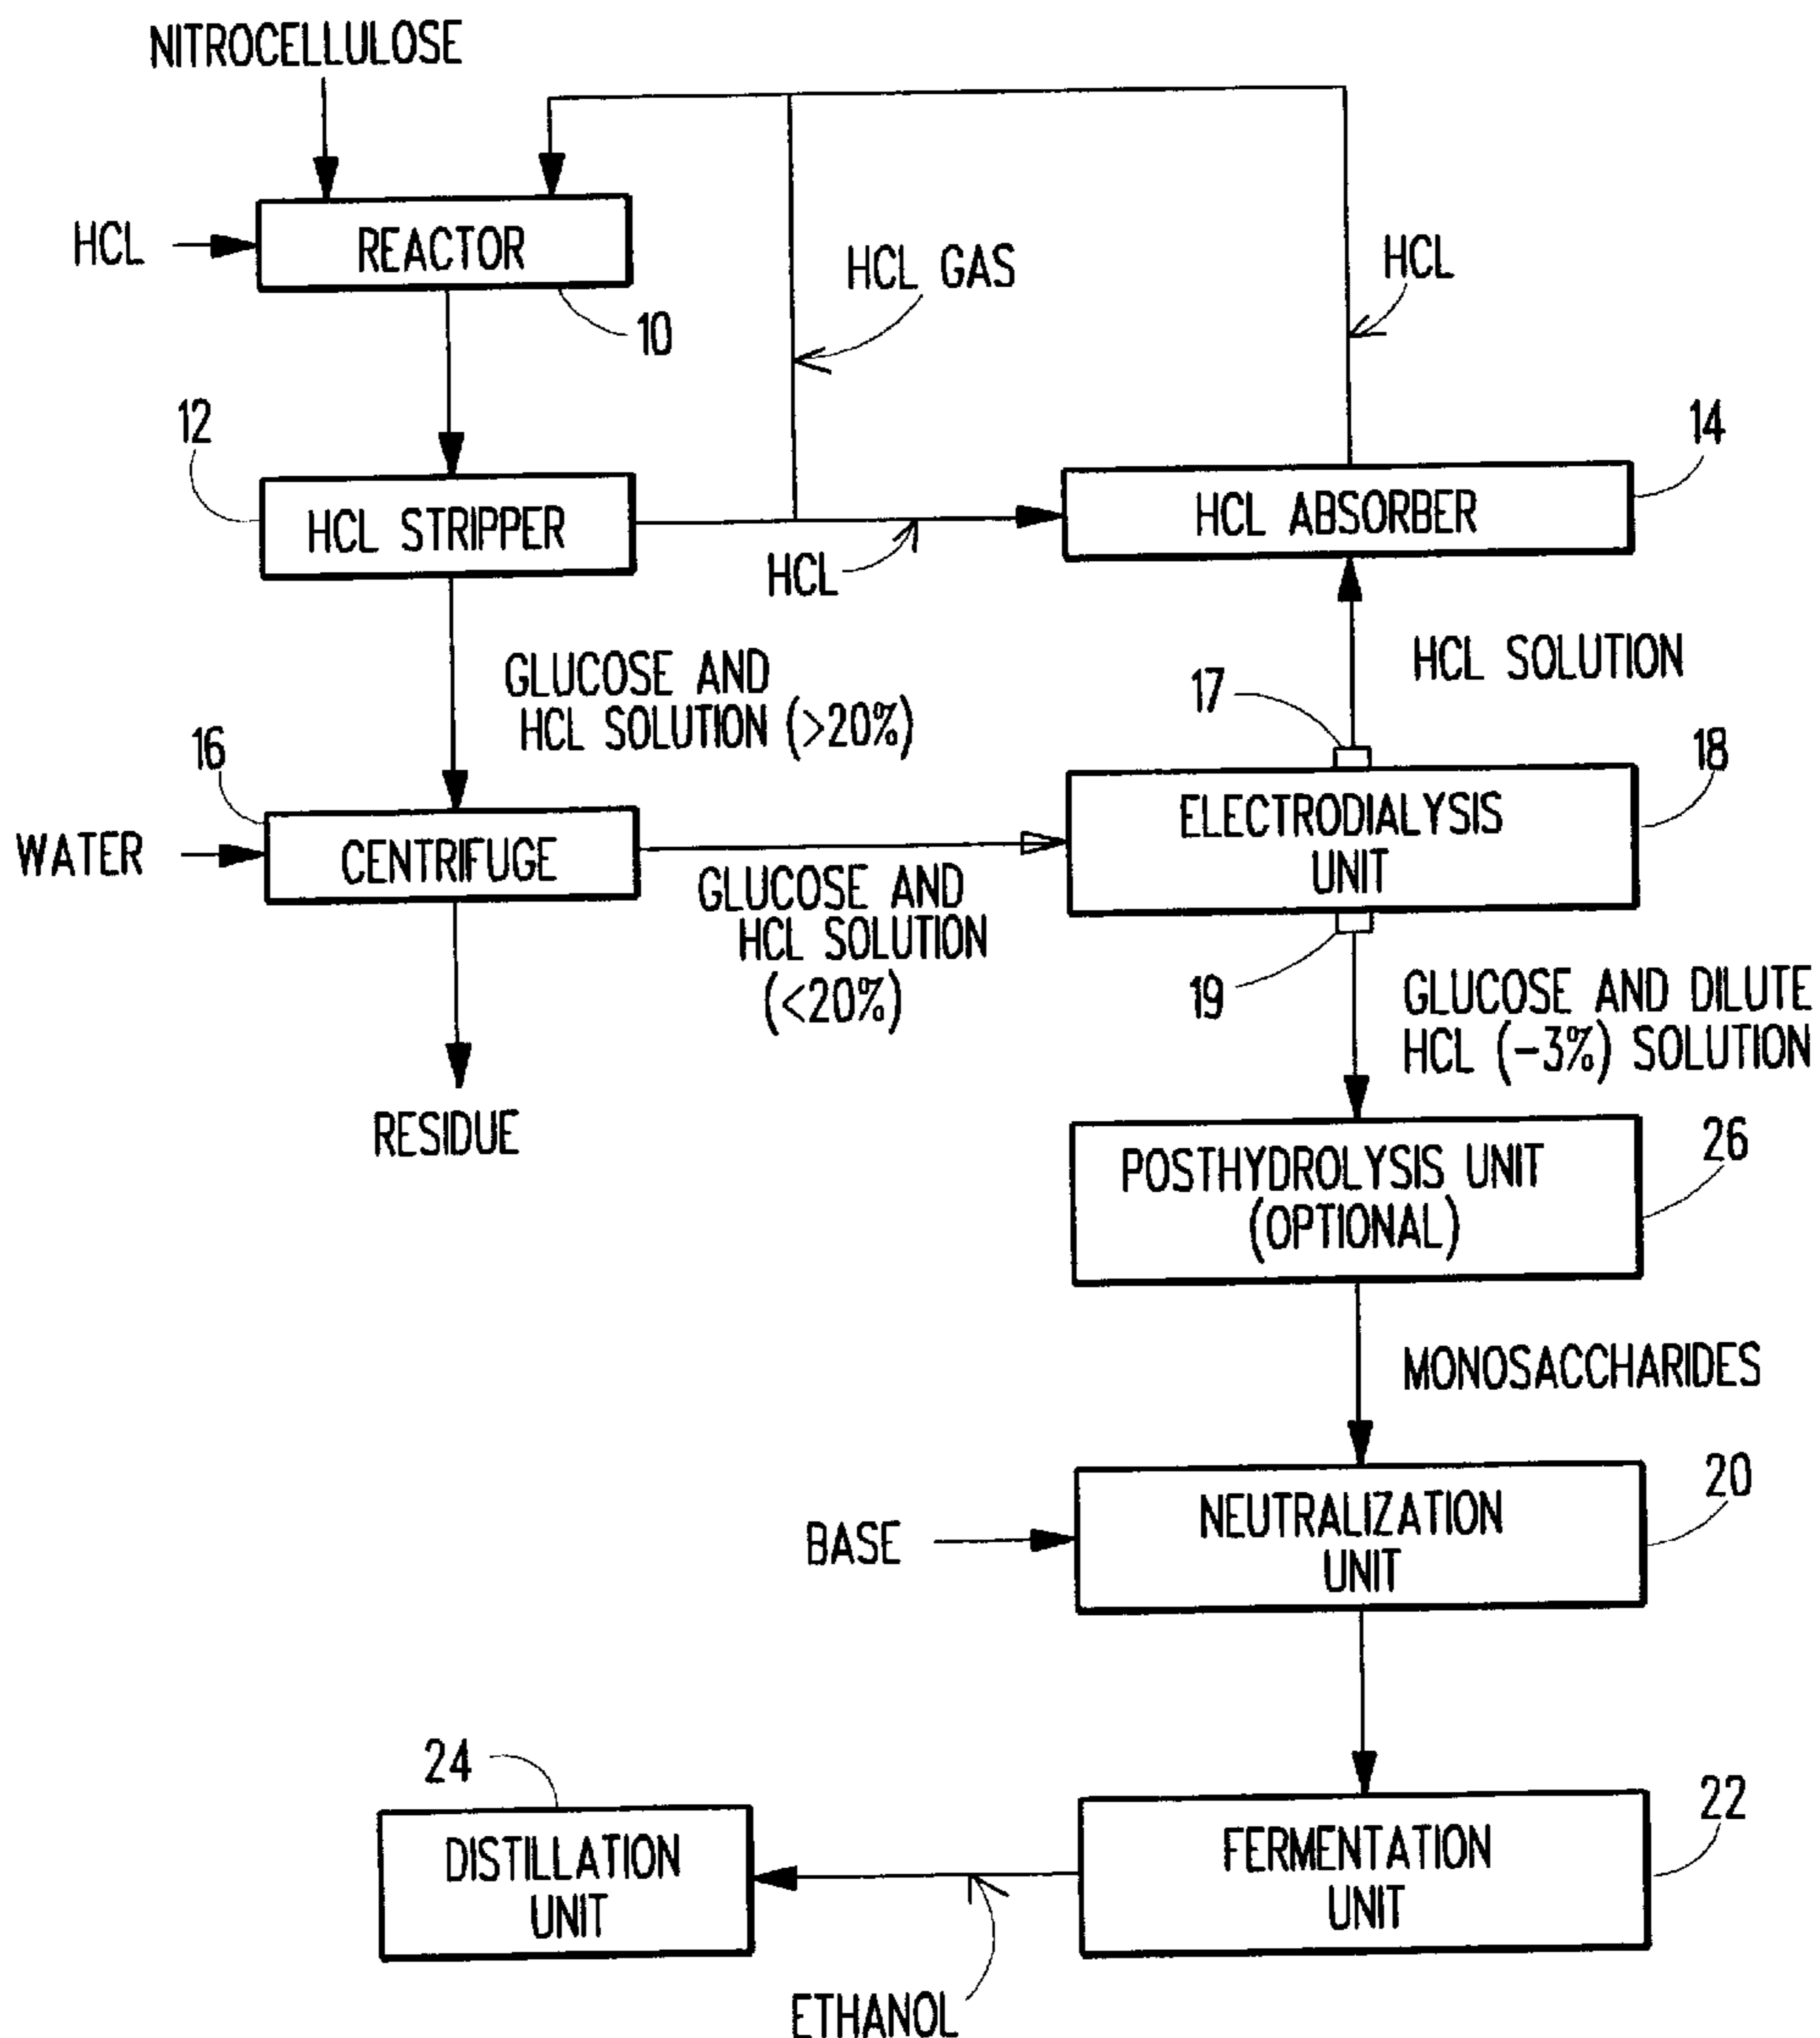 NITROCELLULOSE
HCL
REACTOR
10
HCL GAS
HCL
12
HCL STRIPPER
HCL
14
HCL ABSORBER
GLUCOSE AND
HCL SOLUTION (>20%)
HCL SOLUTION
17
16
WATER
CENTRIFUGE
GLUCOSE AND
HCL SOLUTION
(<20%)
18
ELECTRODIALYSIS
UNIT
19
GLUCOSE AND DILUTE
HCL (-3%) SOLUTION
RESIDUE
POSTHYDROLYSIS UNIT
(OPTIONAL)
26
MONOSACCHARIDES
BASE
NEUTRALIZATION
UNIT
20
24
DISTILLATION
UNIT
FERMENTATION
UNIT
22
ETHANOL